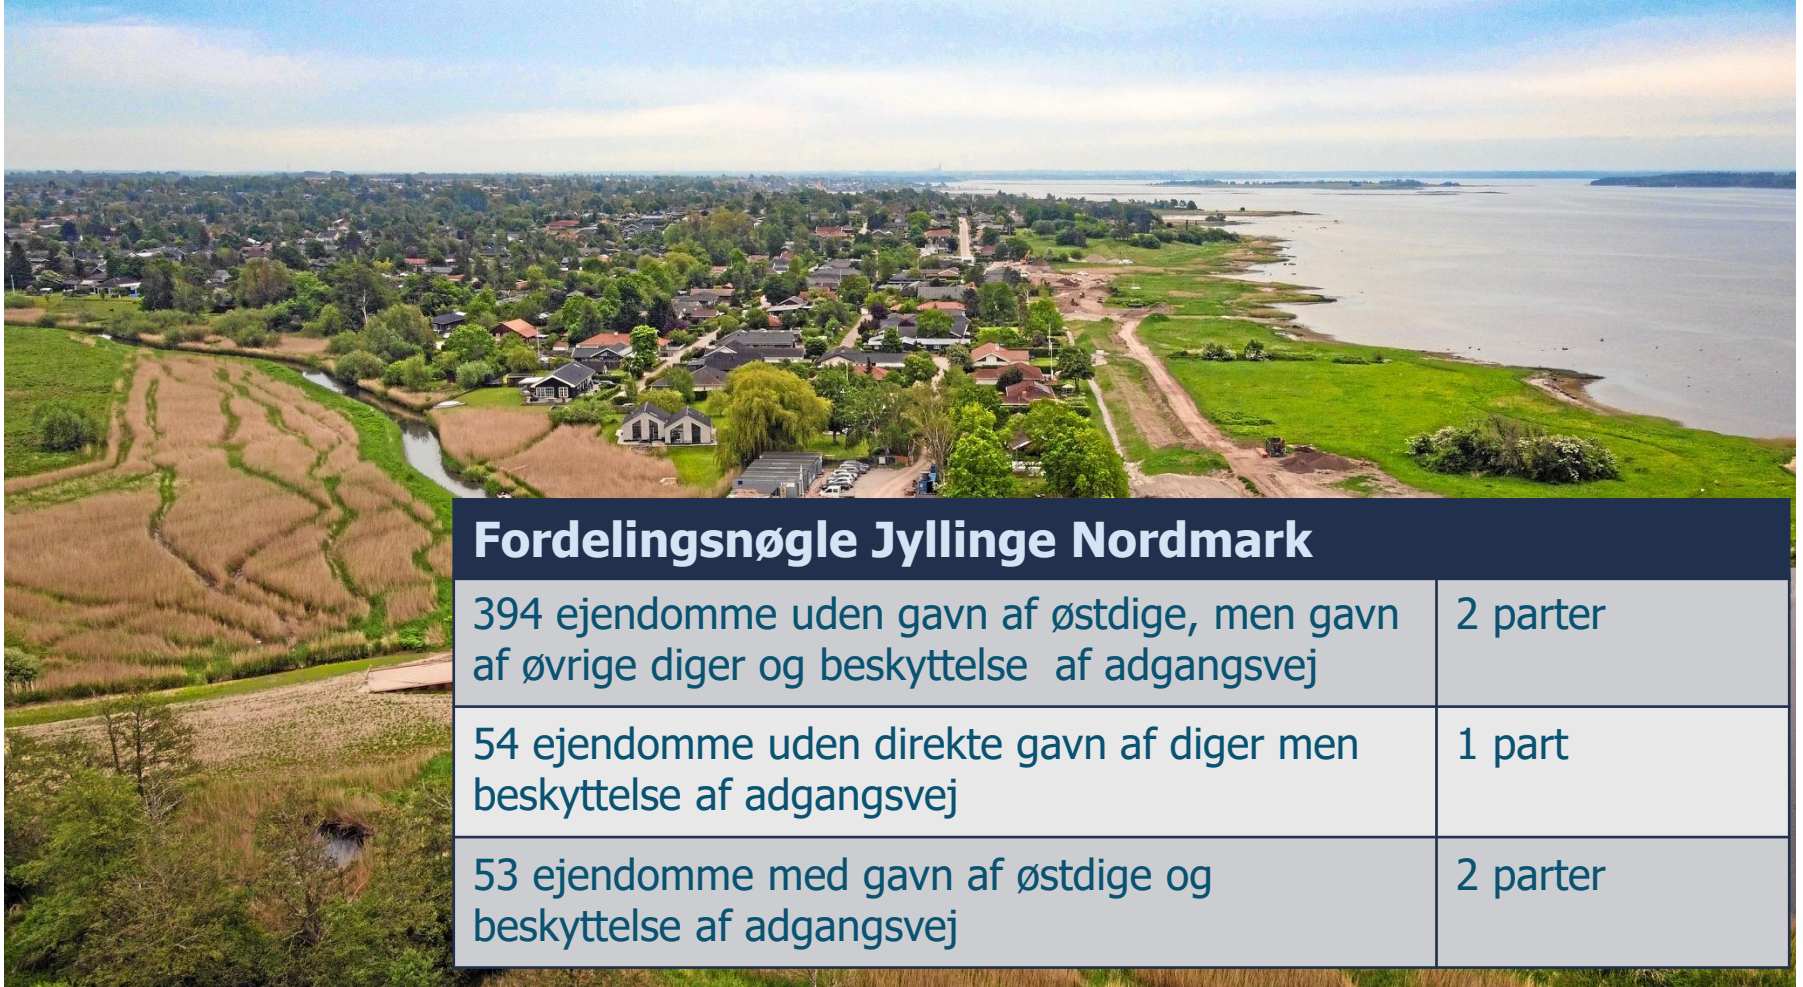 Fordelingsnøgle Jyllinge Nordmark
394 ejendomme uden gavn af østdige, men gavn
af øvrige diger og beskyttelse  af adgangsvej
2 parter
54 ejendomme uden direkte gavn af diger men
beskyttelse af adgangsvej
1 part
53 ejendomme med gavn af østdige og
beskyttelse af adgangsvej
2 parter